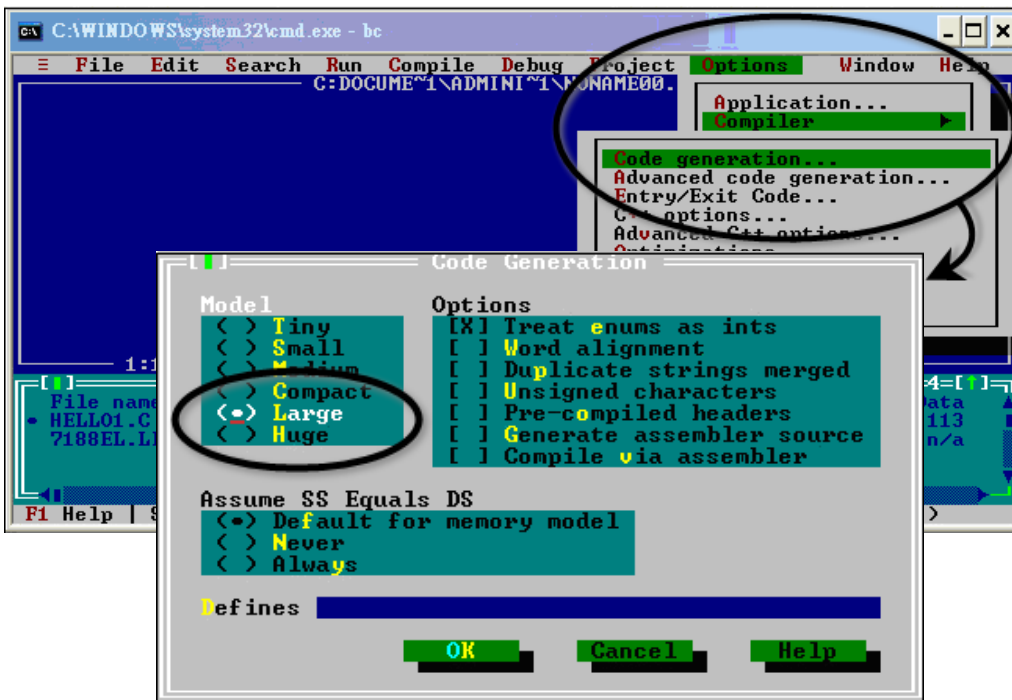 C:\WINDOWS\system32\cmd.exe - bc
File Edit Search Run Compile Debug Project Options Window Help
C:DOCUME~1\ADMINI~1\NONAME00.
Application...
Compiler
Code generation...
Advanced code generation...
Entry/Exit Code...
C++ options...
Advanced C++ options...
Optimizations
Code Generation
Model
( ) Tiny
( ) Small
( ) Medium
( ) Compact
(•) Large
( ) Huge
Options
[X] Treat enums as ints
[ ] Word alignment
[ ] Duplicate strings merged
[ ] Unsigned characters
[ ] Pre-compiled headers
[ ] Generate assembler source
[ ] Compile via assembler
Assume SS Equals DS
(•) Default for memory model
( ) Never
( ) Always
Defines
OK Cancel Help
File name
Data
• HELLO1.C
113
7188EL.L
n/a
F1 Help